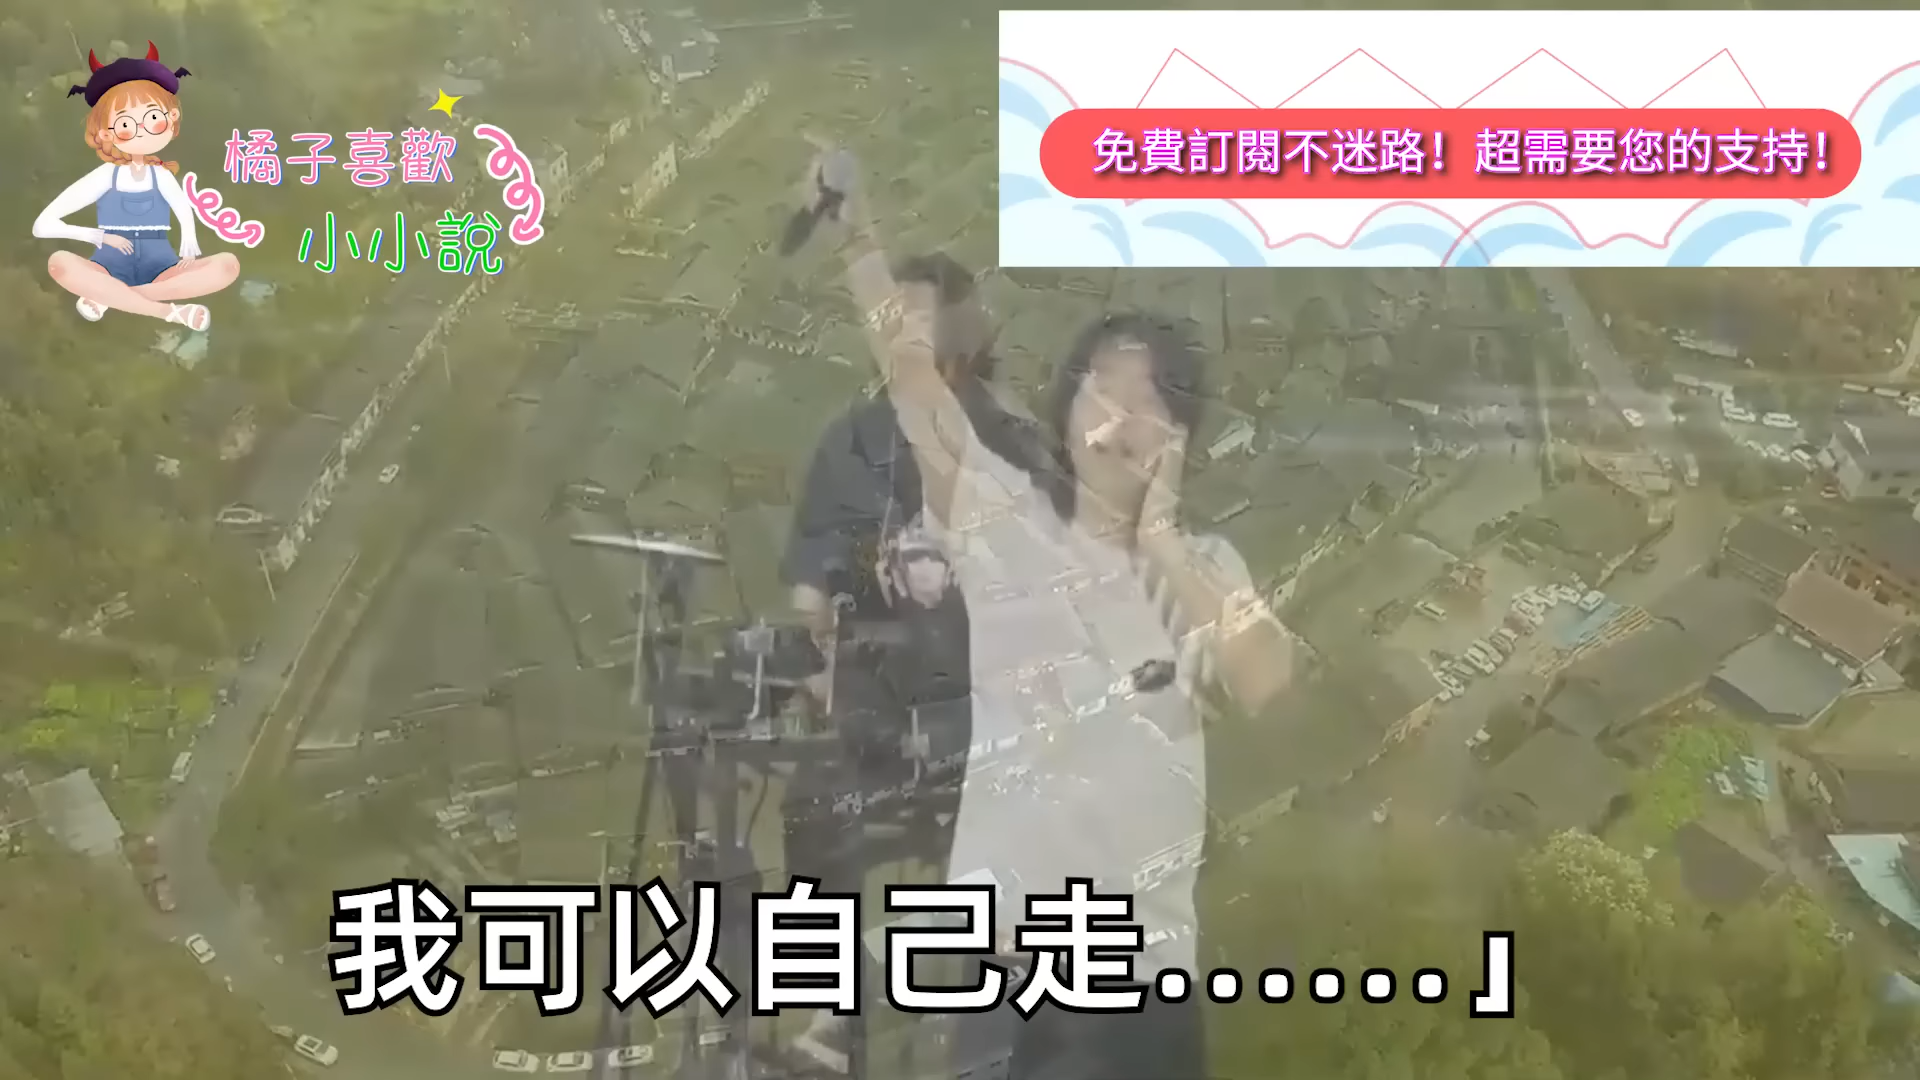 橘子喜歡
小小說
免費訂閱不迷路！超需要您的支持！
我可以自己走......」